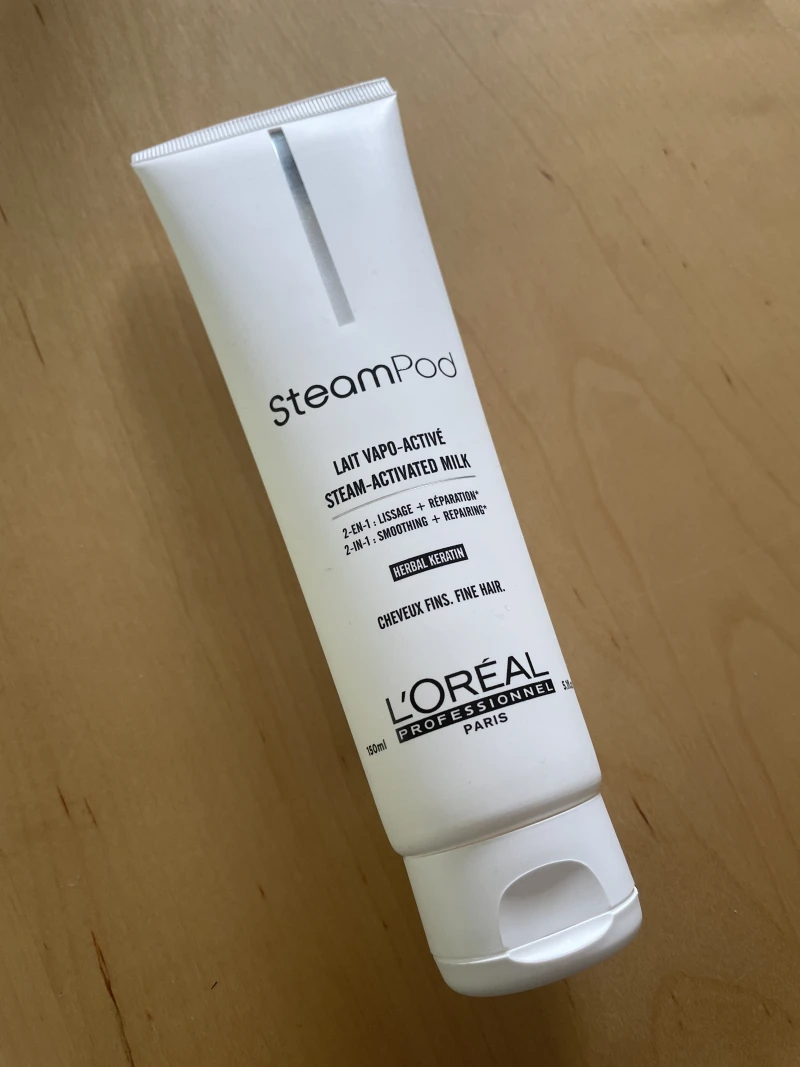 SteamPod
LAIT VAPO-ACTIVÉ
STEAM-ACTIVATED MILK
2-EN-1 : LISSAGE + RÉPARATION*
2-IN-1 : SMOOTHING + REPAIRING*
HERBAL KERATIN
CHEVEUX FINS. FINE HAIR.
L'ORÉAL
PROFESSIONNEL
PARIS
150ml